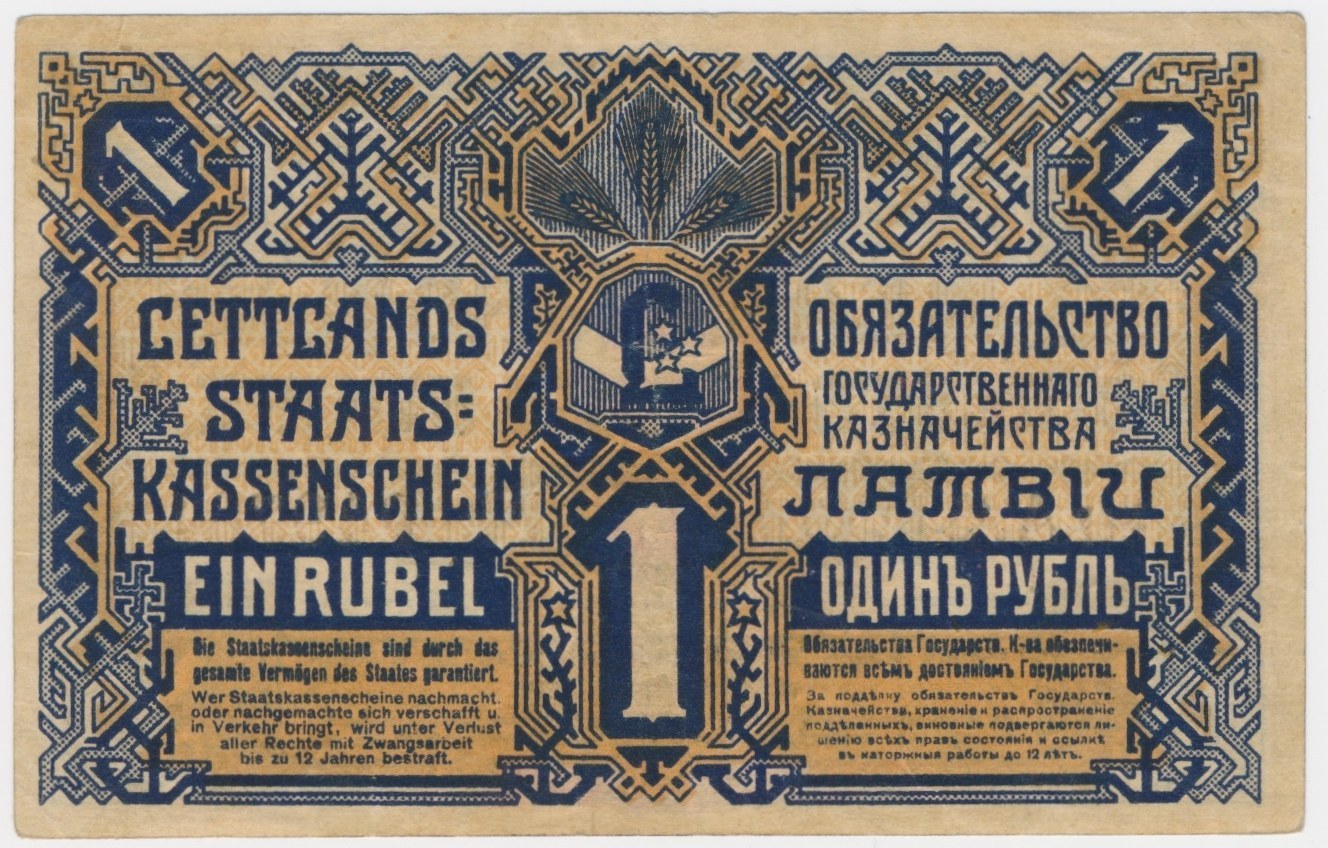 1
1
LETTLANDS
STAATS=
KASSENSCHEIN
EIN RUBEL
Die Staatskassenscheine sind durch das
gesamte Vermögen des Staates garantiert.
Wer Staatskassenscheine nachmacht.
oder nachgemachte sich verschafft u.
in Verkehr bringt, wird unter Verlust
aller Rechte mit Zwangsarbeit
bis zu 12 Jahren bestraft.
L
1
ОБЯЗАТЕЛЬСТВО
ГОСУДАРСТВЕННАГО
КАЗНАЧЕЙСТВА
ЛАТВІИ
ОДИНЪ РУБЛЬ
Обязательства Государств. К-ва обезпечи-
ваются всѣмъ достояніемъ Государства.
За поддѣлку обязательствъ Государств.
Казначейства, храненіе и распространеніе
поддѣланныхъ, виновные подвергаются ли-
шенію всѣхъ правъ состоянія и ссылкѣ
въ каторжныя работы до 12 лѣтъ.